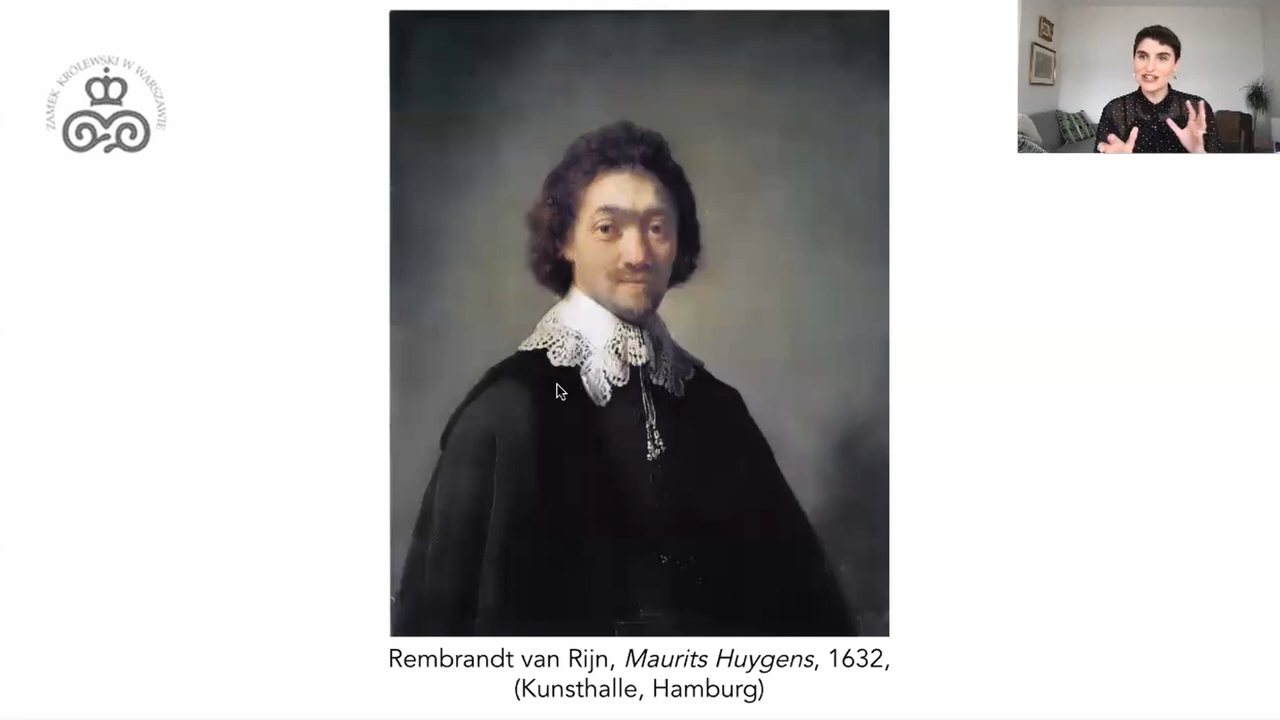 ZAMEK KRÓLEWSKI W WARSZAWIE
Rembrandt van Rijn, Maurits Huygens, 1632,
(Kunsthalle, Hamburg)